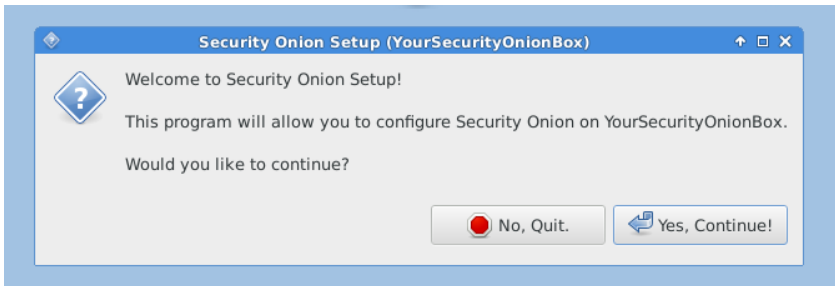 Security Onion Setup (YourSecurityOnionBox)
Welcome to Security Onion Setup!
This program will allow you to configure Security Onion on YourSecurityOnionBox.
Would you like to continue?
No, Quit.
Yes, Continue!